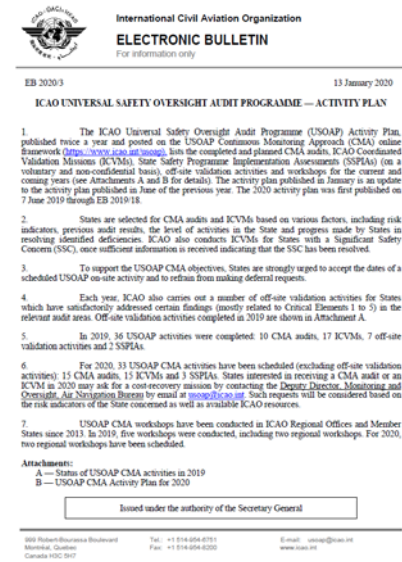 International Civil Aviation Organization
ELECTRONIC BULLETIN
For information only
EB 2020/3 13 January 2020
ICAO UNIVERSAL SAFETY OVERSIGHT AUDIT PROGRAMME — ACTIVITY PLAN
1. The ICAO Universal Safety Oversight Audit Programme (USOAP) Activity Plan,
published twice a year and posted on the USOAP Continuous Monitoring Approach (CMA) online
framework (https://www.icao.int/usoap), lists the completed and planned CMA audits, ICAO Coordinated
Validation Missions (ICVMs), State Safety Programme Implementation Assessments (SSPIAs) (on a
voluntary and non-confidential basis), off-site validation activities and workshops for the current and
coming years (see Attachments A and B for details). The activity plan published in January is an update
to the activity plan published in June of the previous year. The 2020 activity plan was first published on
7 June 2019 through EB 2019/18.
2. States are selected for CMA audits and ICVMs based on various factors, including risk
indicators, previous audit results, the level of activities in the State and progress made by States in
resolving identified deficiencies. ICAO also conducts ICVMs for States with a Significant Safety
Concern (SSC), once sufficient information is received indicating that the SSC has been resolved.
3. To support the USOAP CMA objectives, States are strongly urged to accept the dates of a
scheduled USOAP on-site activity and to refrain from making deferral requests.
4. Each year, ICAO also carries out a number of off-site validation activities for States
which have satisfactorily addressed certain findings (mostly related to Critical Elements 1 to 5) in the
relevant audit areas. Off-site validation activities completed in 2019 are shown in Attachment A.
5. In 2019, 36 USOAP activities were completed: 10 CMA audits, 17 ICVMs, 7 off-site
validation activities and 2 SSPIAs.
6. For 2020, 33 USOAP CMA activities have been scheduled (excluding off-site validation
activities): 15 CMA audits, 15 ICVMs and 3 SSPIAs. States interested in receiving a CMA audit or an
ICVM in 2020 may ask for a cost-recovery mission by contacting the Deputy Director, Monitoring and
Oversight, Air Navigation Bureau by email at usoap@icao.int. Such requests will be considered based on
the risk indicators of the State concerned as well as available ICAO resources.
7. USOAP CMA workshops have been conducted in ICAO Regional Offices and Member
States since 2013. In 2019, five workshops were conducted, including two regional workshops. For 2020,
two regional workshops have been scheduled.
Attachments:
A — Status of USOAP CMA activities in 2019
B — USOAP CMA Activity Plan for 2020
Issued under the authority of the Secretary General
999 Robert-Bourassa Boulevard Tel.: +1 514-954-6751 E-mail: usoap@icao.int
Montréal, Quebec Fax: +1 514-954-6200 www.icao.int
Canada H3C 5H7